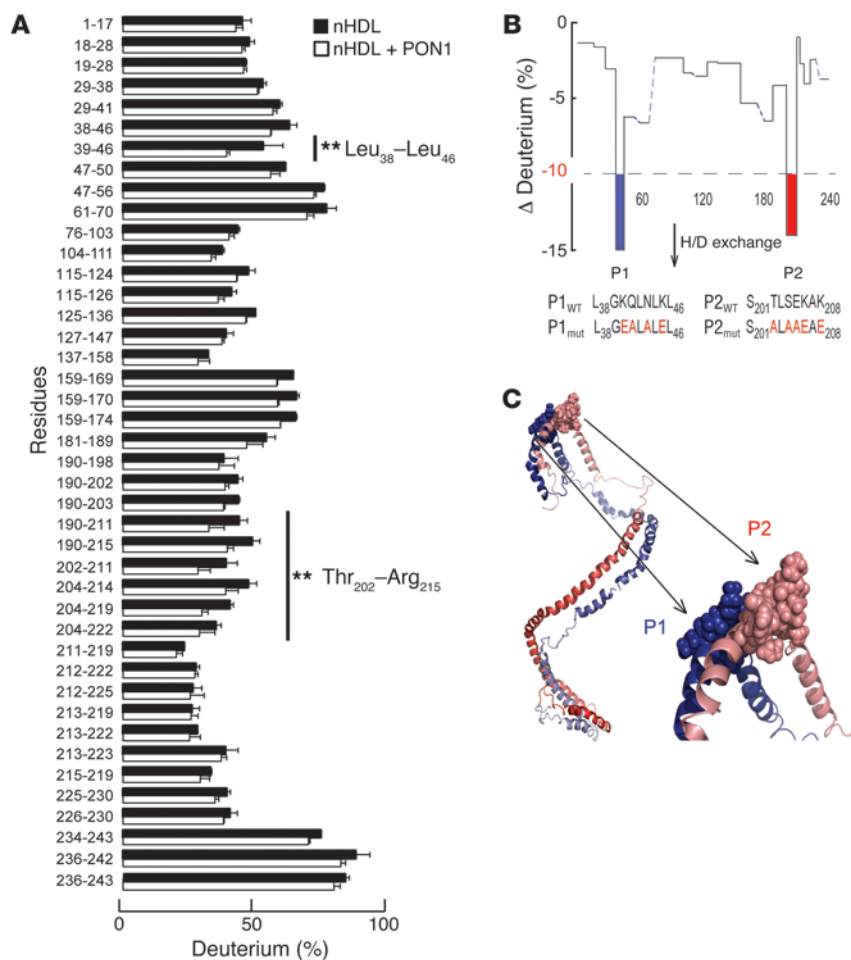 A
nHDL
nHDL + PON1
Residues
1-17
18-28
19-28
29-38
29-41
38-46
39-46
47-50
47-56
61-70
76-103
104-111
115-124
115-126
125-136
127-147
137-158
159-169
159-170
159-174
181-189
190-198
190-202
190-203
190-211
190-215
202-211
204-214
204-219
204-222
211-219
212-222
212-225
213-219
213-222
213-223
215-219
225-230
226-230
234-243
236-242
236-243
** Leu₃₈–Leu₄₆
** Thr₂₀₂–Arg₂₁₅
0 50 100
Deuterium (%)
B
Δ Deuterium (%)
0
-5
-10
-15
60 120 180 240
H/D exchange
P1 P2
P1WT L₃₈GKQLNLKL₄₆ P2WT S₂₀₁TLSEKAK₂₀₈
P1mut L₃₈GEALALEL₄₆ P2mut S₂₀₁ALAAEAE₂₀₈
C
P2
P1